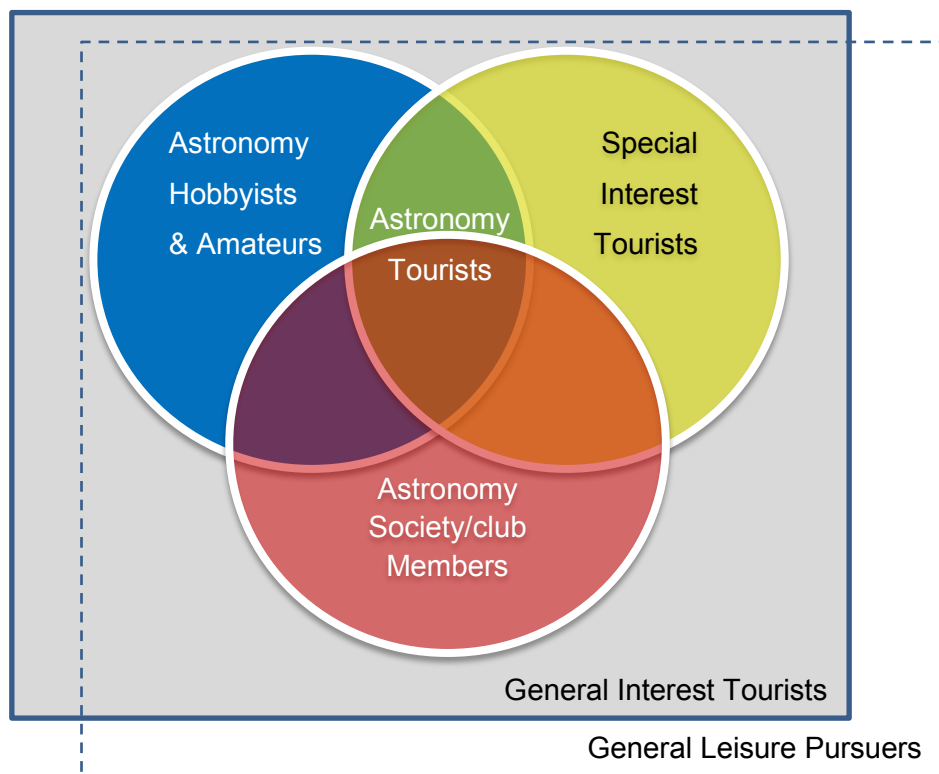 Astronomy
Hobbyists
& Amateurs
Special
Interest
Tourists
Astronomy
Tourists
Astronomy
Society/club
Members
General Interest Tourists
General Leisure Pursuers